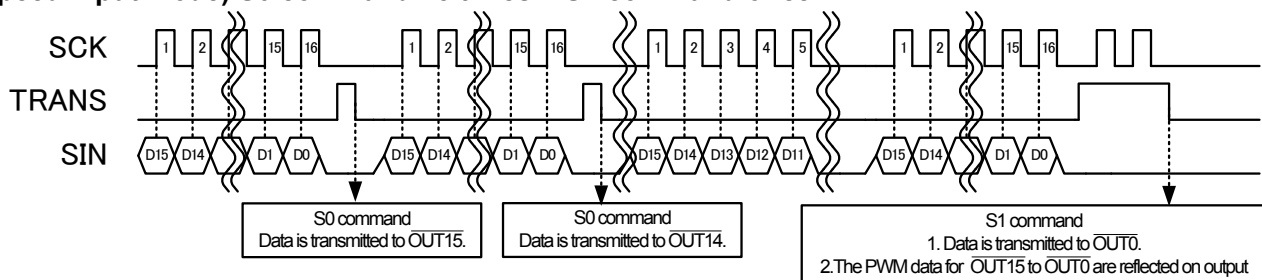 SCK 1 2 15 16 1 2 15 16 1 2 3 4 5 1 2 15 16
TRANS
SIN D15 D14 D1 D0 D15 D14 D1 D0 D15 D14 D13 D12 D11 D15 D14 D1 D0
S0 command
Data is transmitted to OUT15.
S0 command
Data is transmitted to OUT14.
S1 command
1. Data is transmitted to OUT0.
2.The PWM data for OUT15 to OUT0 are reflected on output